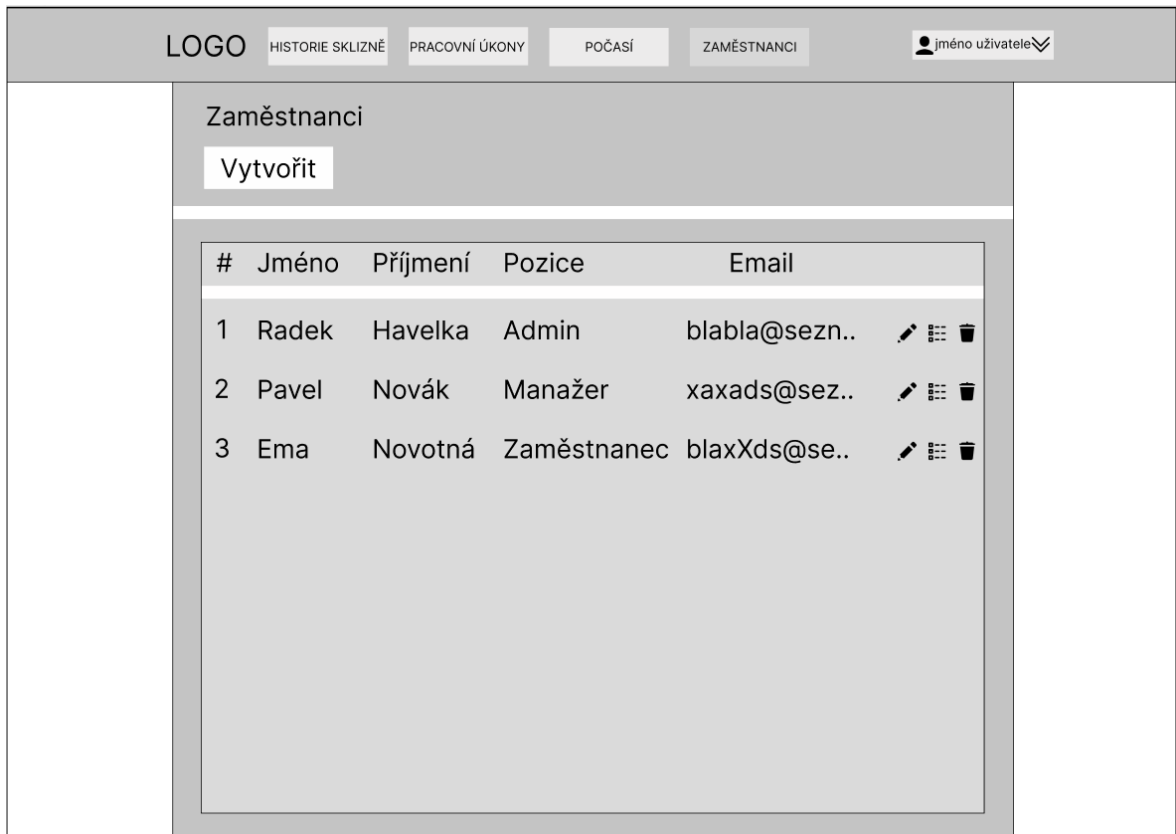 LOGO HISTORIE SKLIZNĚ PRACOVNÍ ÚKONY POČASÍ ZAMĚSTNANCI jméno uživatele
Zaměstnanci
Vytvořit
# Jméno Příjmení Pozice Email
1 Radek Havelka Admin blabla@sezn..
2 Pavel Novák Manažer xaxads@sez..
3 Ema Novotná Zaměstnanec blaxXds@se..